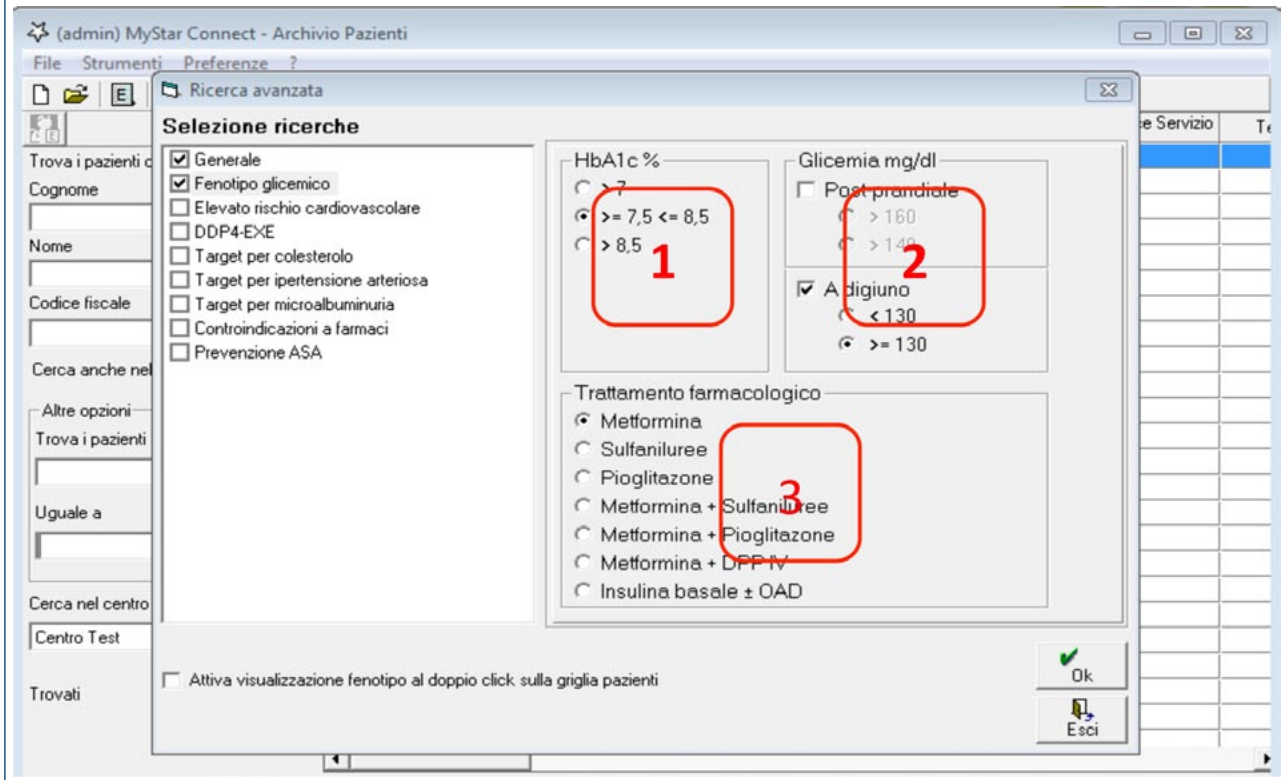 (admin) MyStar Connect - Archivio Pazienti
File Strumenti Preferenze ?
E
Ricerca avanzata
Selezione ricerche
Generale
Fenotipo glicemico
Elevato rischio cardiovascolare
DDP4-EXE
Target per colesterolo
Target per ipertensione arteriosa
Target per microalbuminuria
Controindicazioni a farmaci
Prevenzione ASA
HbA1c %
> 7
>= 7,5 <= 8,5
> 8,5
1
Glicemia mg/dl
Post prandiale
> 160
> 140
2
A digiuno
< 130
>= 130
Trattamento farmacologico
Metformina
Sulfaniluree
Pioglitazone
Metformina + Sulfaniluree
Metformina + Pioglitazone
Metformina + DPP IV
Insulina basale ± OAD
3
Attiva visualizzazione fenotipo al doppio click sulla griglia pazienti
Ok
Esci
Trova i pazienti
Cognome
Nome
Codice fiscale
Cerca anche nel
Altre opzioni
Trova i pazienti
Uguale a
Cerca nel centro
Centro Test
Trovati
Servizio